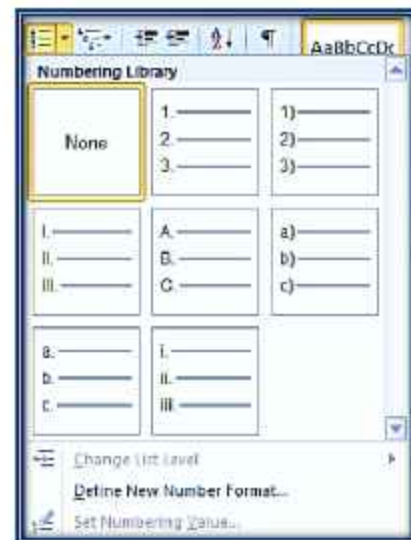 AaBbCcDc
Numbering Library
None
1.
2.
3.
1)
2)
3)
I.
II.
III.
A.
B.
C.
a)
b)
c)
a.
b.
c.
i.
ii.
iii.
Change List Level
Define New Number Format...
Set Numbering Value...